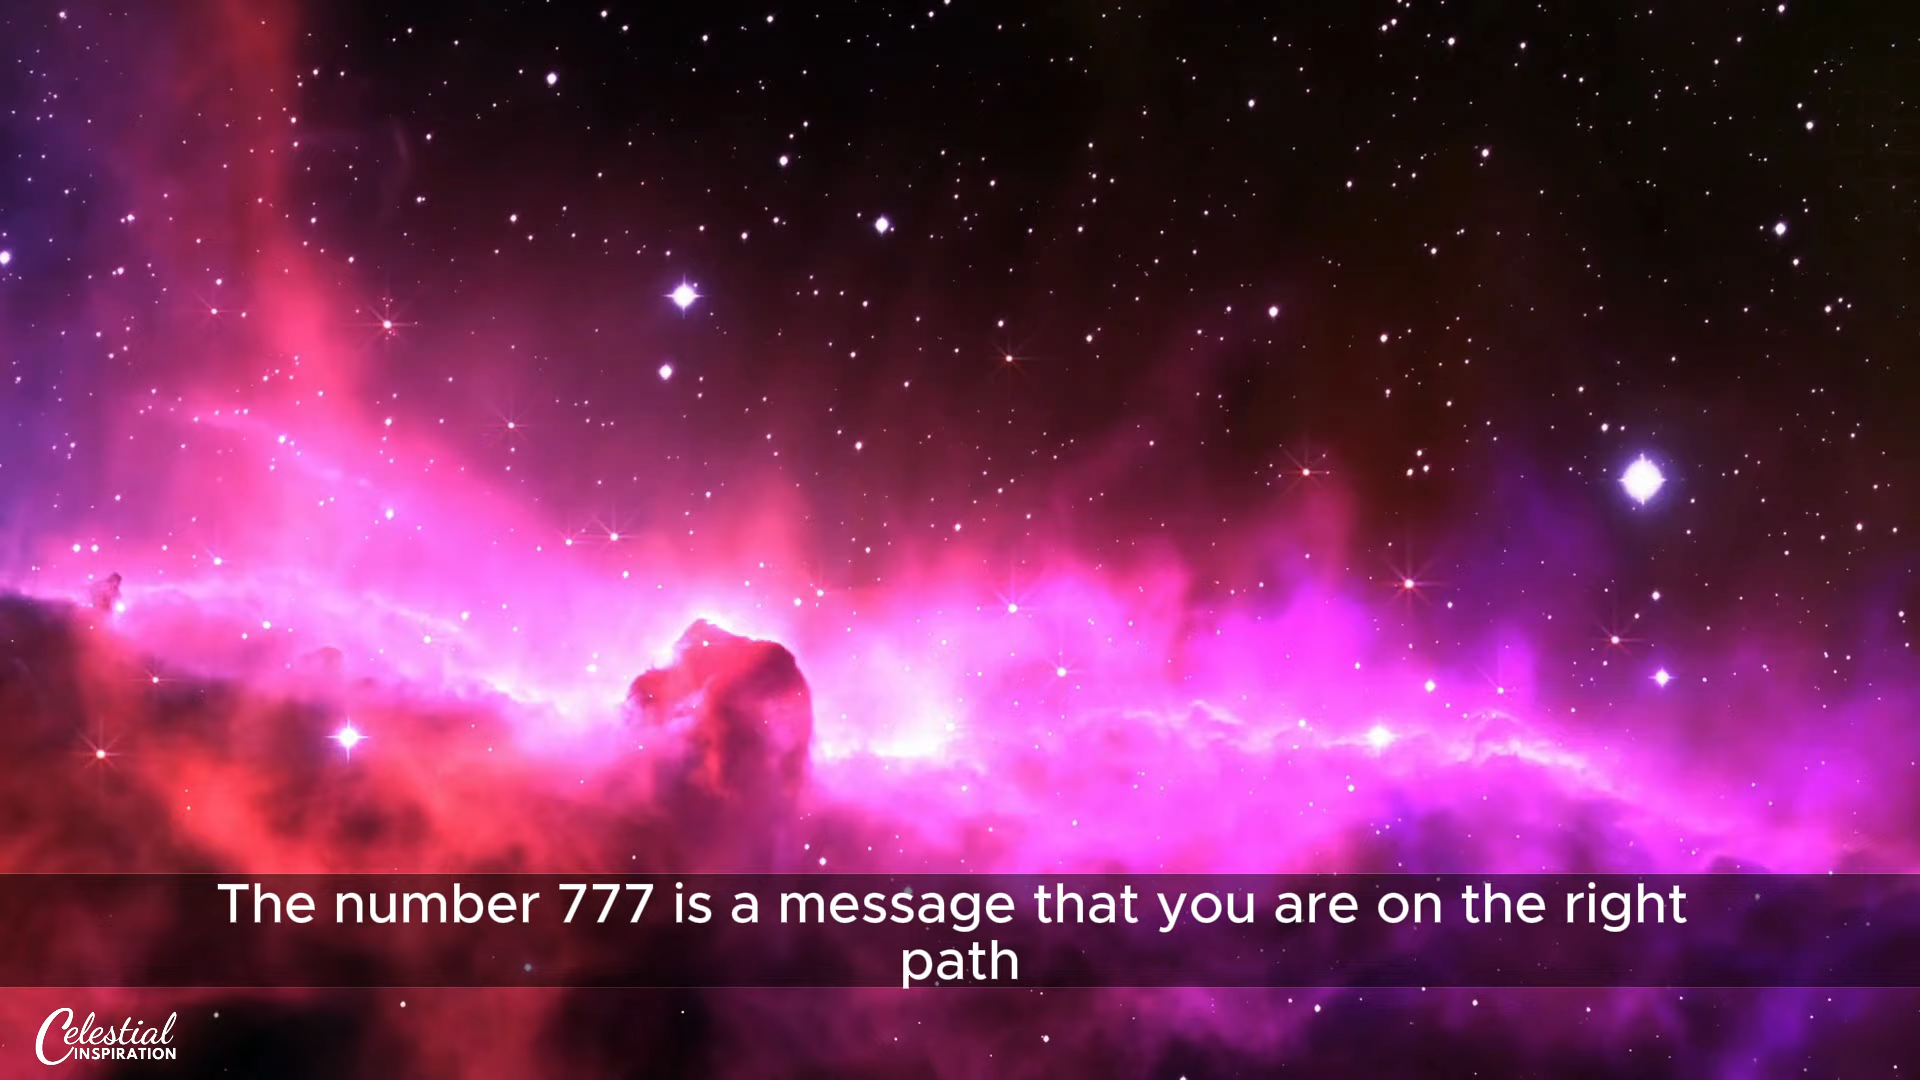 The number 777 is a message that you are on the right
path
Celestial
INSPIRATION